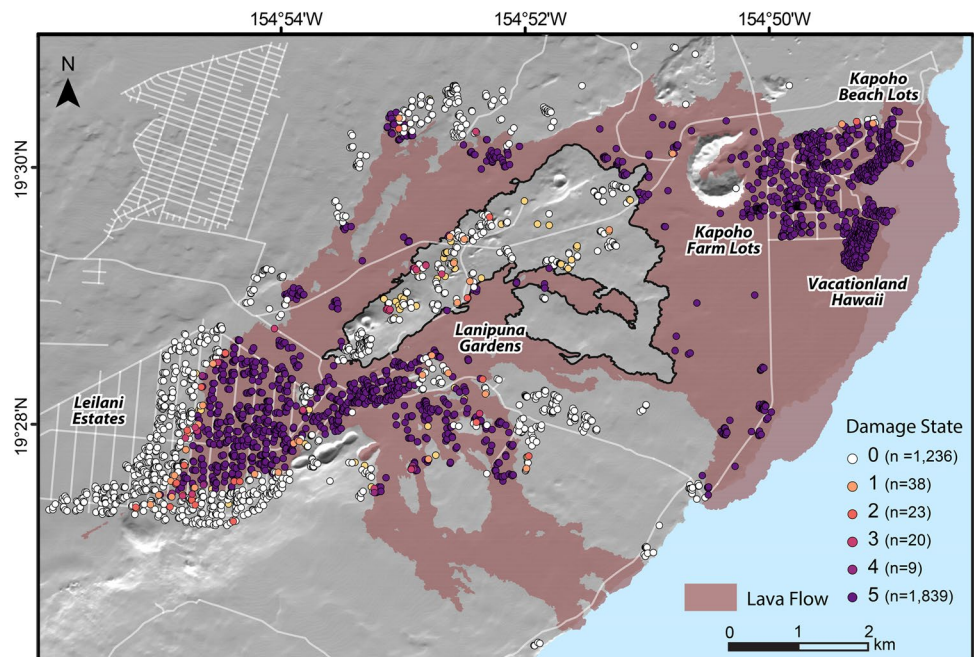 154°54'W
154°52'W
154°50'W
N
19°30'N
19°28'N
Kapoho
Beach Lots
Kapoho
Farm Lots
Vacationland
Hawaii
Lanipuna
Gardens
Leilani
Estates
Damage State
0 (n =1,236)
1 (n=38)
2 (n=23)
3 (n=20)
4 (n=9)
5 (n=1,839)
Lava Flow
0 1 2
km